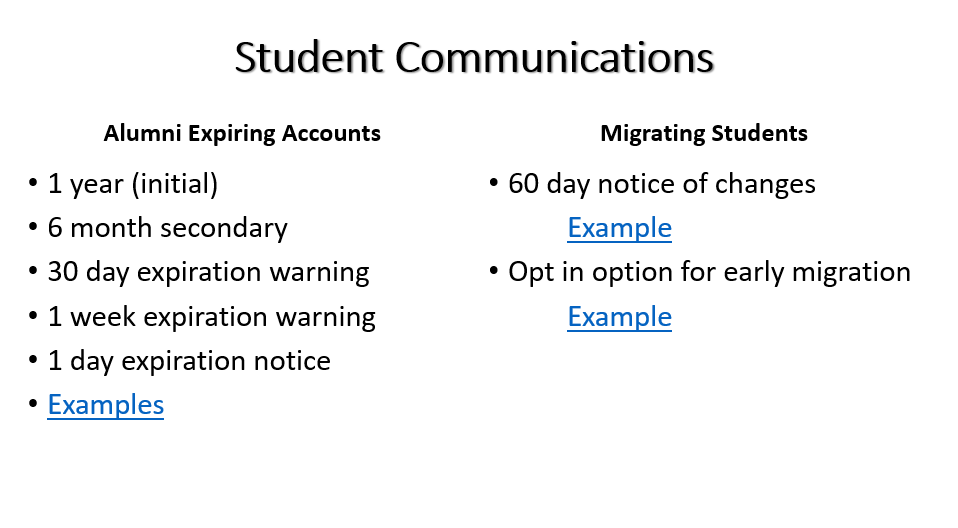 Student Communications
Alumni Expiring Accounts
• 1 year (initial)
• 6 month secondary
• 30 day expiration warning
• 1 week expiration warning
• 1 day expiration notice
• Examples
Migrating Students
• 60 day notice of changes
Example
• Opt in option for early migration
Example